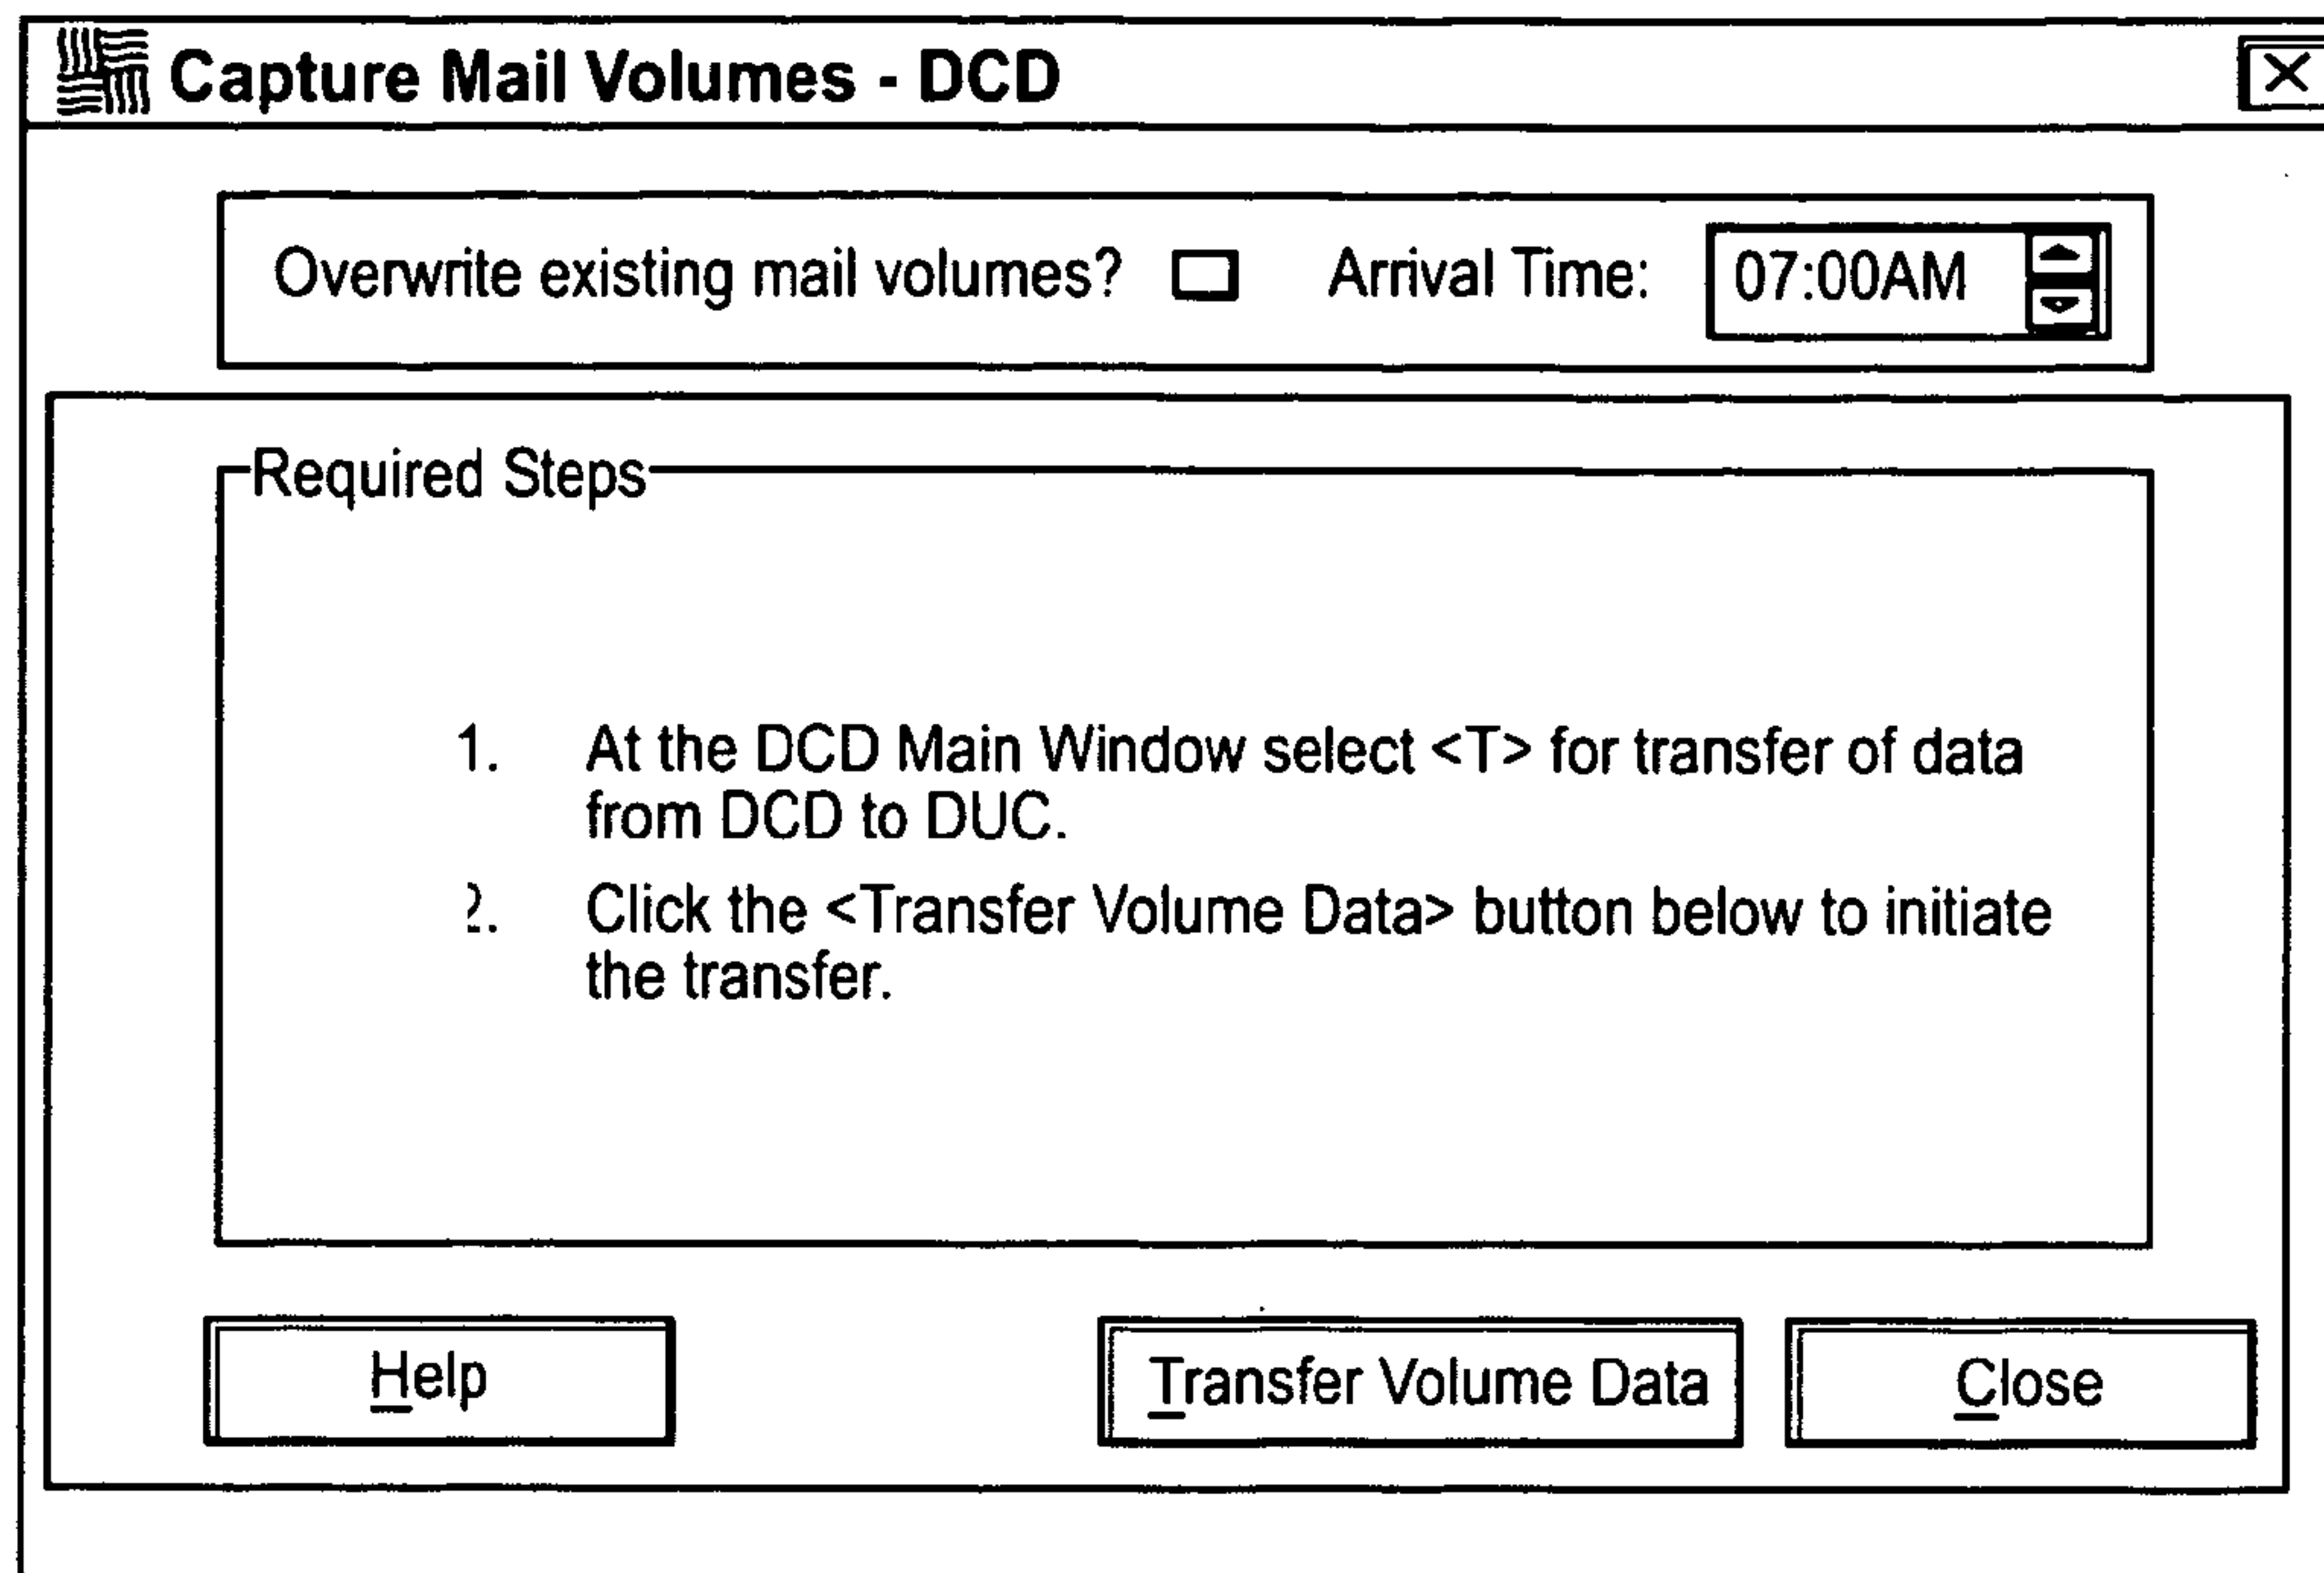 Capture Mail Volumes - DCD
Overwrite existing mail volumes? Arrival Time: 07:00AM
Required Steps
1. At the DCD Main Window select <T> for transfer of data
from DCD to DUC.
2. Click the <Transfer Volume Data> button below to initiate
the transfer.
Help Transfer Volume Data Close